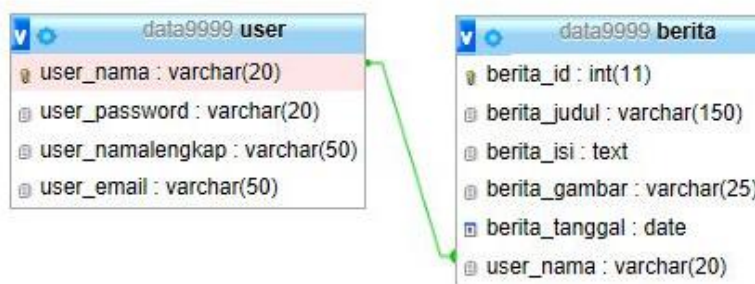 data9999 user
user_nama : varchar(20)
user_password : varchar(20)
user_namalengkap : varchar(50)
user_email : varchar(50)
data9999 berita
berita_id : int(11)
berita_judul : varchar(150)
berita_isi : text
berita_gambar : varchar(25)
berita_tanggal : date
user_nama : varchar(20)